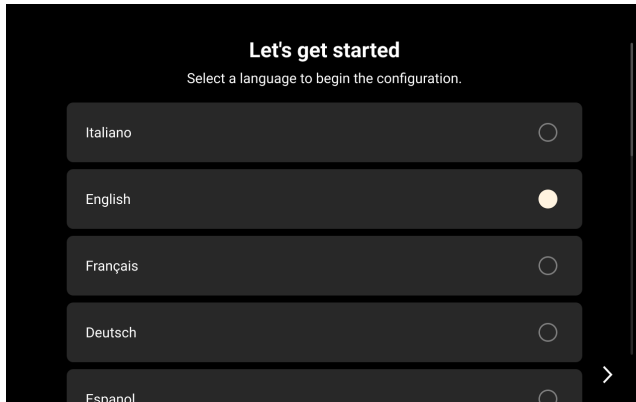 Let's get started
Select a language to begin the configuration.
Italiano
English
Français
Deutsch
Espanol